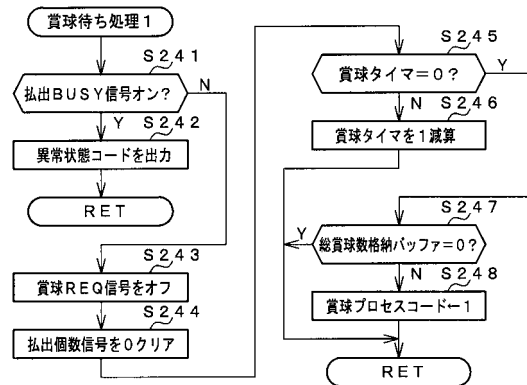 賞球待ち処理1
S241
払出BUSY信号オン?
N
Y
S242
異常状態コードを出力
RET
S243
賞球REQ信号をオフ
S244
払出個数信号を0クリア
S245
賞球タイマ=0?
Y
N
S246
賞球タイマを1減算
S247
Y
総賞球数格納バッファ=0?
N
S248
賞球プロセスコード←1
RET